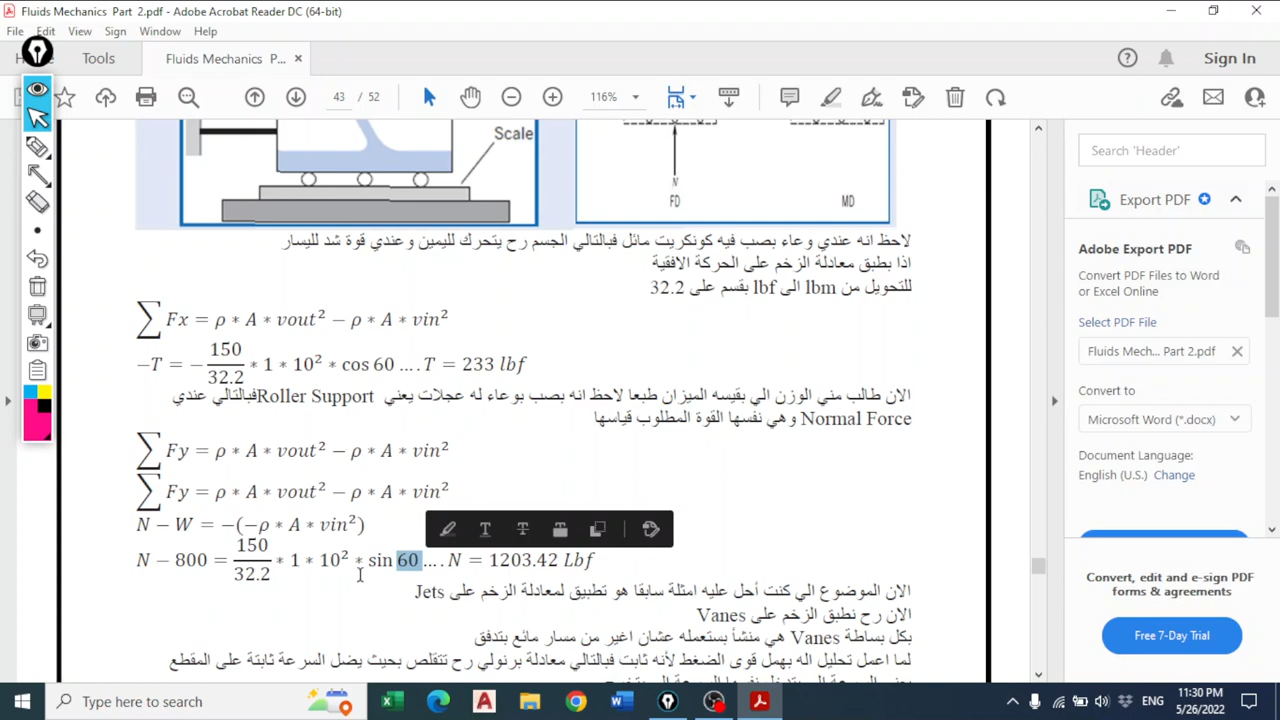 Fluids Mechanics Part 2.pdf - Adobe Acrobat Reader DC (64-bit)
File Edit View Sign Window Help
Tools
Fluids Mechanics P...
Sign In
43 / 52
116%
Scale
N
FD
MD
لاحظ انه عندي وعاء بصب فيه كونكريت مائل فبالتالي الجسم رح يتحرك لليمين وعندي قوة شد لليسار
اذا بطبق معادلة الزخم على الحركة الافقية
للتحويل من lbm الى lbf بقسم على 32.2
∑ Fx = ρ * A * vout² − ρ * A * vin²
−T = − 150/32.2 * 1 * 10² * cos 60 .... T = 233 lbf
الان طالب مني الوزن الي بقيسه الميزان طبعا لاحظ انه بصب بوعاء له عجلات يعني Roller Support فبالتالي عندي
Normal Force وهي نفسها القوة المطلوب قياسها
∑ Fy = ρ * A * vout² − ρ * A * vin²
∑ Fy = ρ * A * vout² − ρ * A * vin²
N − W = −(−ρ * A * vin²)
N − 800 = 150/32.2 * 1 * 10² * sin 60 .... N = 1203.42 Lbf
الان الموضوع الي كنت أحل عليه امثلة سابقا هو تطبيق لمعادلة الزخم على Jets
الان رح نطبق الزخم على Vanes
بكل بساطة Vanes هي منشأ بستعمله عشان اغير من مسار مائع بتدفق
لما اعمل تحليل اله بهمل قوى الضغط لأنه ثابت فبالتالي معادلة برنولي رح تتقلص بحيث يضل السرعة ثابتة على المقطع
Search 'Header'
Export PDF
Adobe Export PDF
Convert PDF Files to Word
or Excel Online
Select PDF File
Fluids Mech... Part 2.pdf
Convert to
Microsoft Word (*.docx)
Document Language:
English (U.S.) Change
Convert, edit and e-sign PDF
forms & agreements
Free 7-Day Trial
Type here to search
ENG
11:30 PM
5/26/2022